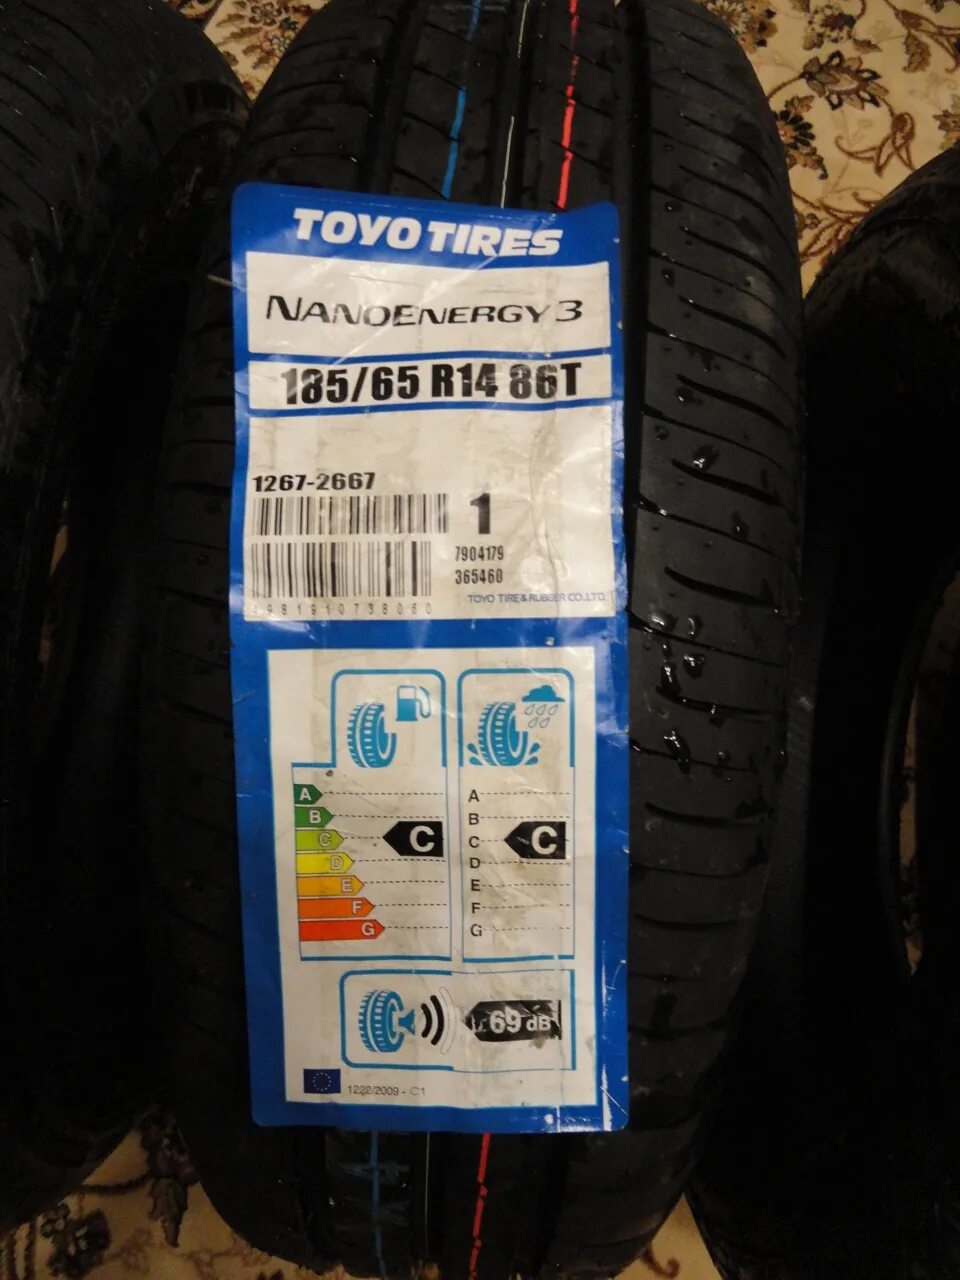 TOYO TIRES
NANOENERGY 3
185/65 R14 86T
1267-2667
1
7904179
365460
4981910738060
TOYO TIRE & RUBBER CO.,LTD.
A
B
C
D
E
F
G
C
A
B
C
D
E
F
G
C
69 dB
1222/2009 - C1